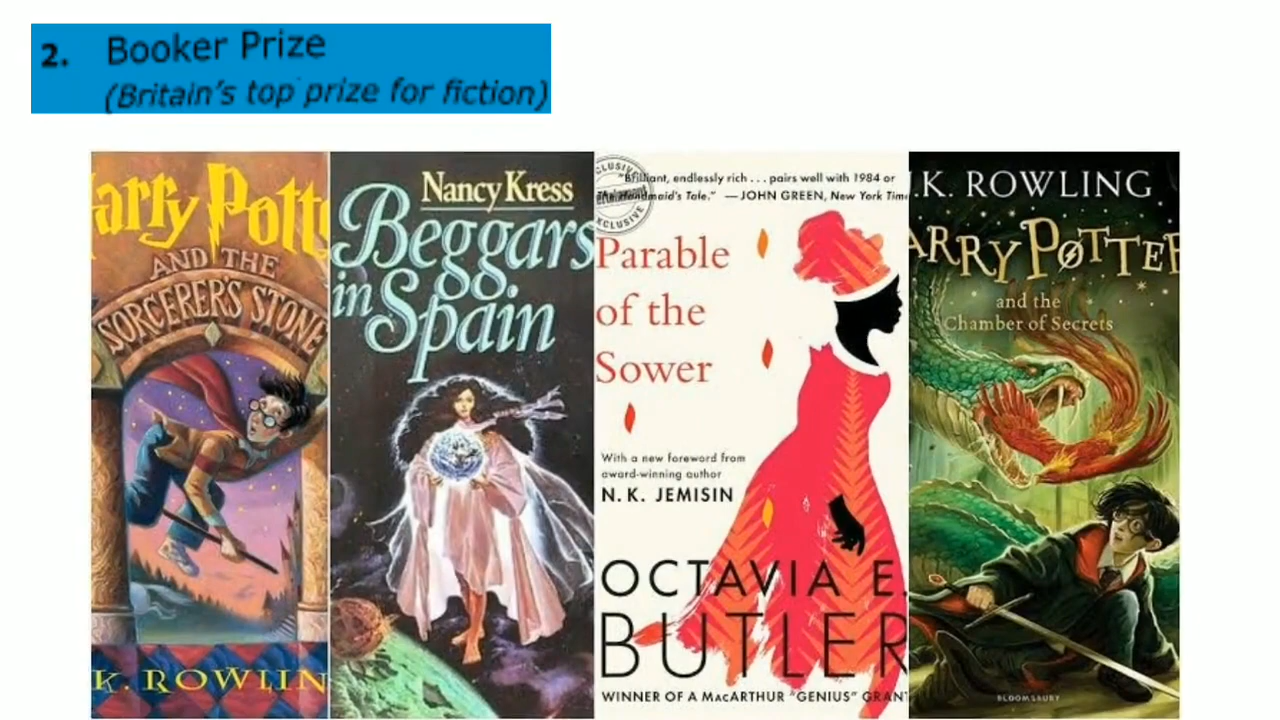 2. Booker Prize
(Britain's top prize for fiction)
arry Pott
AND THE
SORCERER'S STONE
K. ROWLIN
Nancy Kress
Beggars
in Spain
"Brilliant, endlessly rich . . . pairs well with 1984 or
Handmaid's Tale." —JOHN GREEN, New York Tim
EXCLUSIVE
Parable
of the
Sower
With a new foreword from
award-winning author
N. K. JEMISIN
OCTAVIA E.
BUTLER
WINNER OF A MacARTHUR "GENIUS" GRANT
.K. ROWLING
ARRY POTTER
and the
Chamber of Secrets
BLOOMSBURY